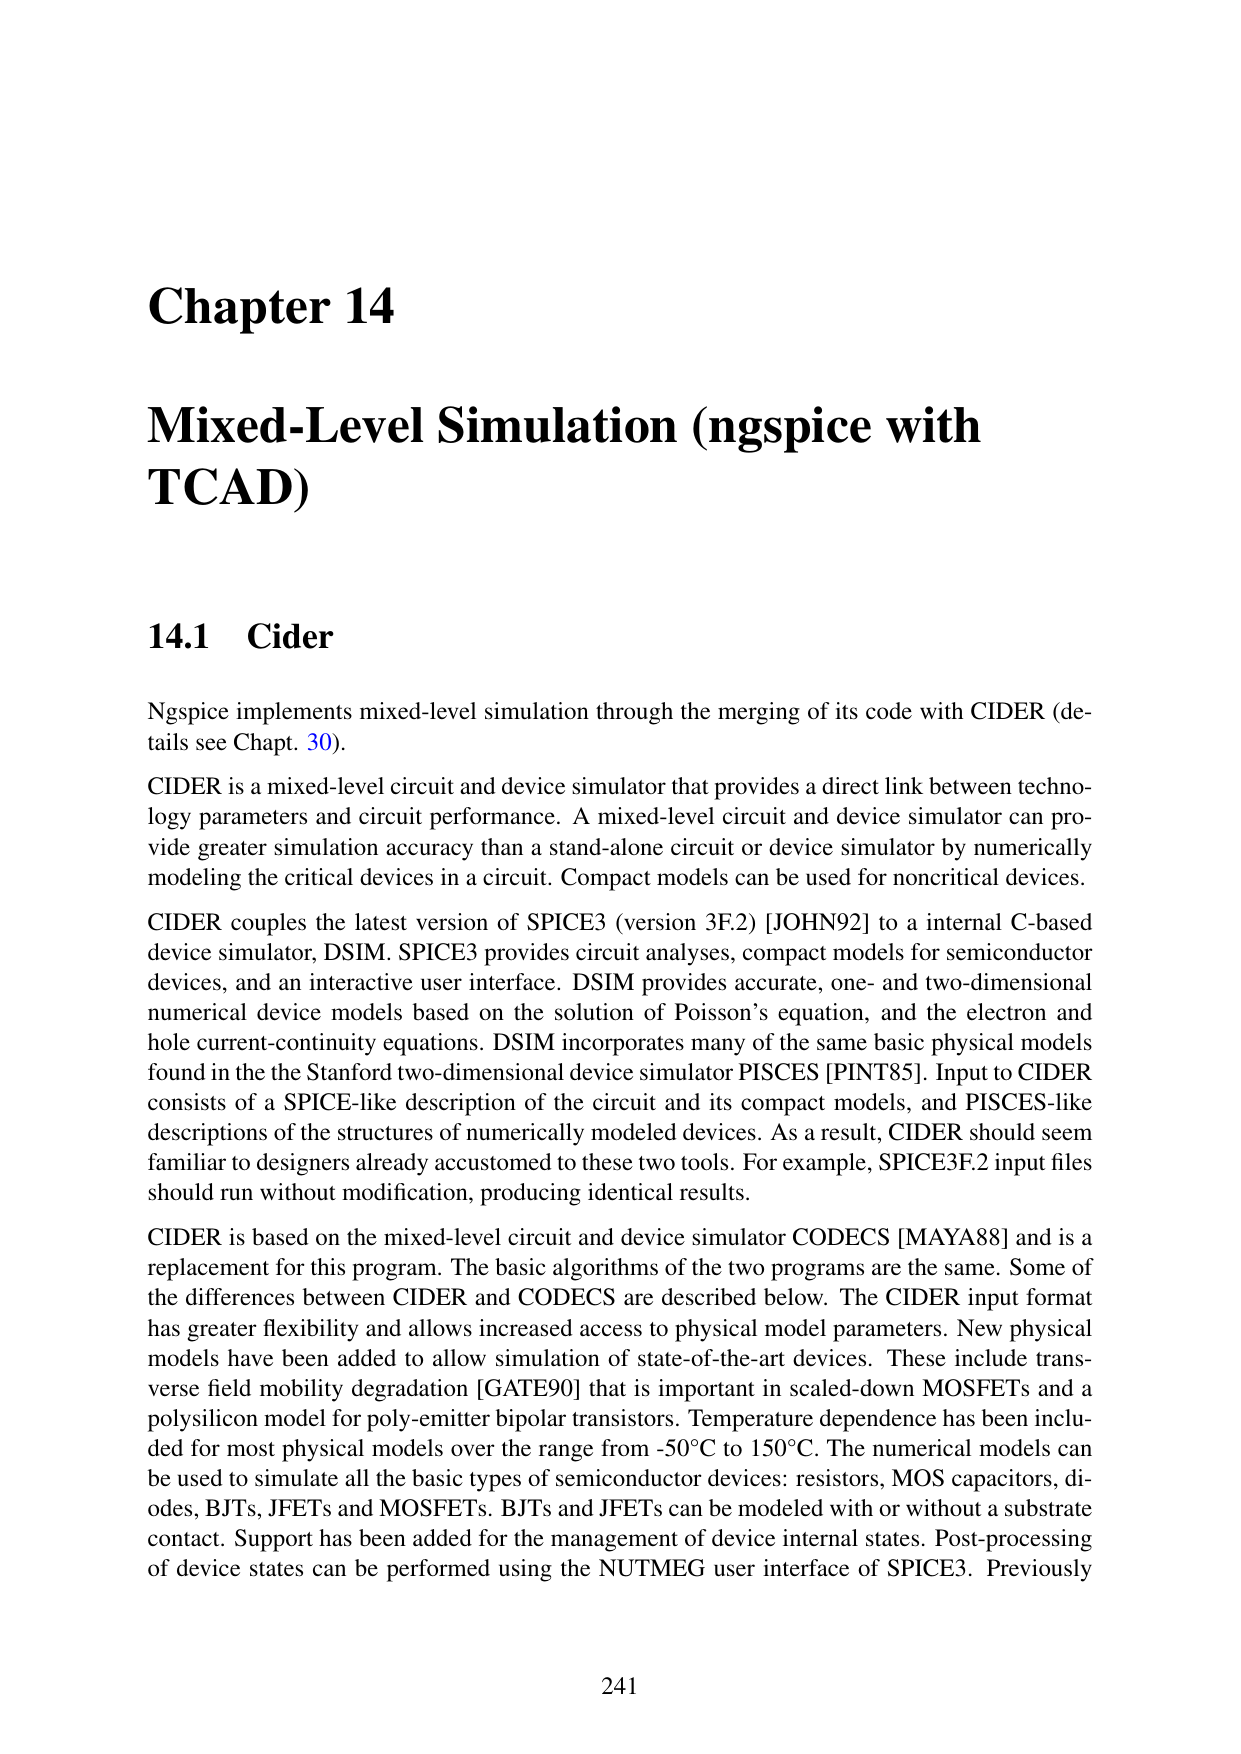 Chapter 14
Mixed-Level Simulation (ngspice with
TCAD)
14.1 Cider
Ngspice implements mixed-level simulation through the merging of its code with CIDER (de-
tails see Chapt. 30).
CIDER is a mixed-level circuit and device simulator that provides a direct link between techno-
logy parameters and circuit performance. A mixed-level circuit and device simulator can pro-
vide greater simulation accuracy than a stand-alone circuit or device simulator by numerically
modeling the critical devices in a circuit. Compact models can be used for noncritical devices.
CIDER couples the latest version of SPICE3 (version 3F.2) [JOHN92] to a internal C-based
device simulator, DSIM. SPICE3 provides circuit analyses, compact models for semiconductor
devices, and an interactive user interface. DSIM provides accurate, one- and two-dimensional
numerical device models based on the solution of Poisson's equation, and the electron and
hole current-continuity equations. DSIM incorporates many of the same basic physical models
found in the the Stanford two-dimensional device simulator PISCES [PINT85]. Input to CIDER
consists of a SPICE-like description of the circuit and its compact models, and PISCES-like
descriptions of the structures of numerically modeled devices. As a result, CIDER should seem
familiar to designers already accustomed to these two tools. For example, SPICE3F.2 input files
should run without modification, producing identical results.
CIDER is based on the mixed-level circuit and device simulator CODECS [MAYA88] and is a
replacement for this program. The basic algorithms of the two programs are the same. Some of
the differences between CIDER and CODECS are described below. The CIDER input format
has greater flexibility and allows increased access to physical model parameters. New physical
models have been added to allow simulation of state-of-the-art devices. These include trans-
verse field mobility degradation [GATE90] that is important in scaled-down MOSFETs and a
polysilicon model for poly-emitter bipolar transistors. Temperature dependence has been inclu-
ded for most physical models over the range from -50°C to 150°C. The numerical models can
be used to simulate all the basic types of semiconductor devices: resistors, MOS capacitors, di-
odes, BJTs, JFETs and MOSFETs. BJTs and JFETs can be modeled with or without a substrate
contact. Support has been added for the management of device internal states. Post-processing
of device states can be performed using the NUTMEG user interface of SPICE3. Previously
241